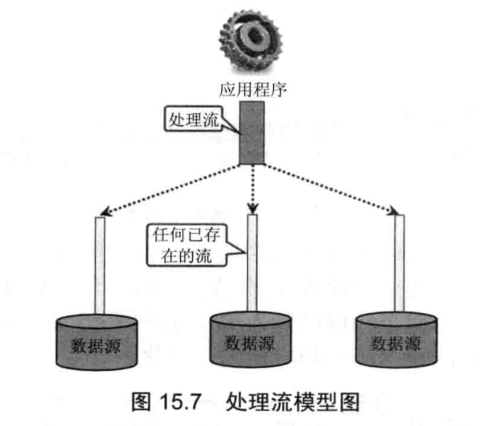 应用程序
处理流
任何已存
在的流
数据源
数据源
数据源
图 15.7 处理流模型图